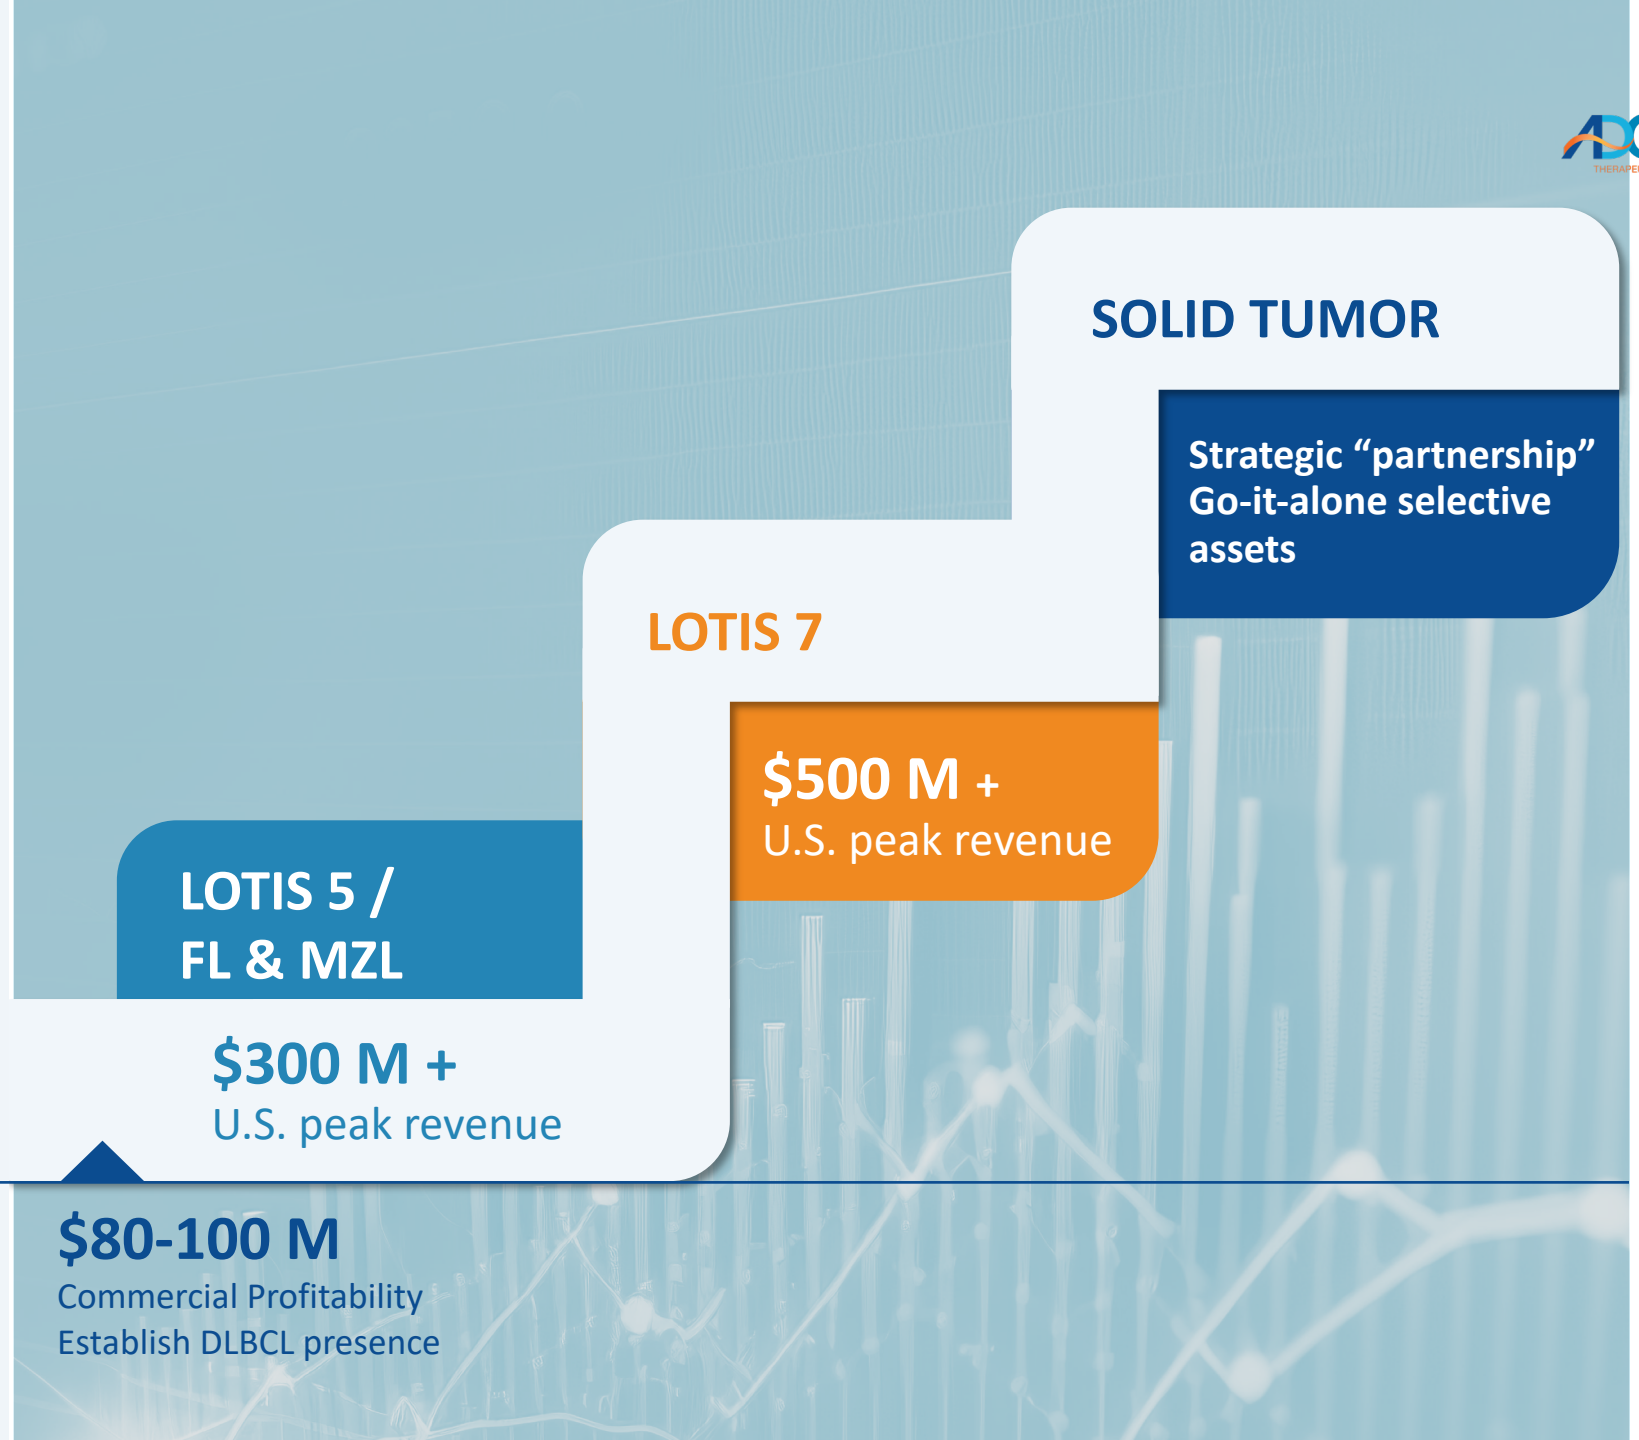 SOLID TUMOR
Strategic “partnership”
Go-it-alone selective
assets
LOTIS 7
$500 M +
U.S. peak revenue
LOTIS 5 /
FL & MZL
$300 M +
U.S. peak revenue
$80-100 M
Commercial Profitability
Establish DLBCL presence